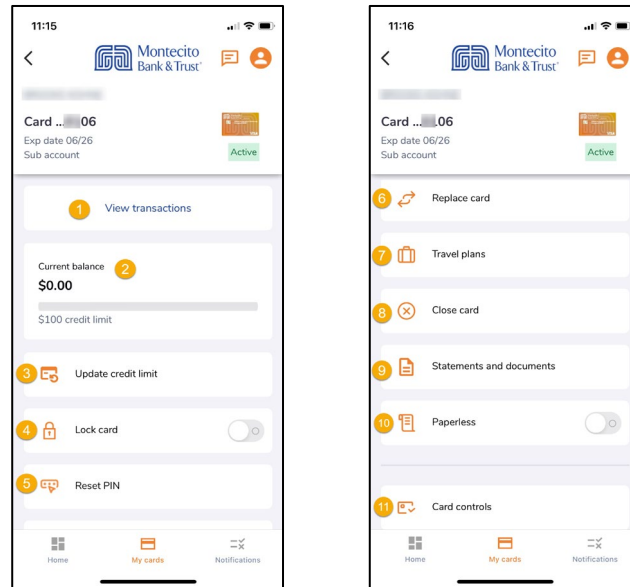 11:15
Montecito
Bank & Trust
Card ... 06
Exp date 06/26
Sub account
Active
1 View transactions
Current balance 2
$0.00
$100 credit limit
3 Update credit limit
4 Lock card
5 Reset PIN
Home My cards Notifications
11:16
Montecito
Bank & Trust
Card ... .06
Exp date 06/26
Sub account
Active
6 Replace card
7 Travel plans
8 Close card
9 Statements and documents
10 Paperless
11 Card controls
Home My cards Notifications